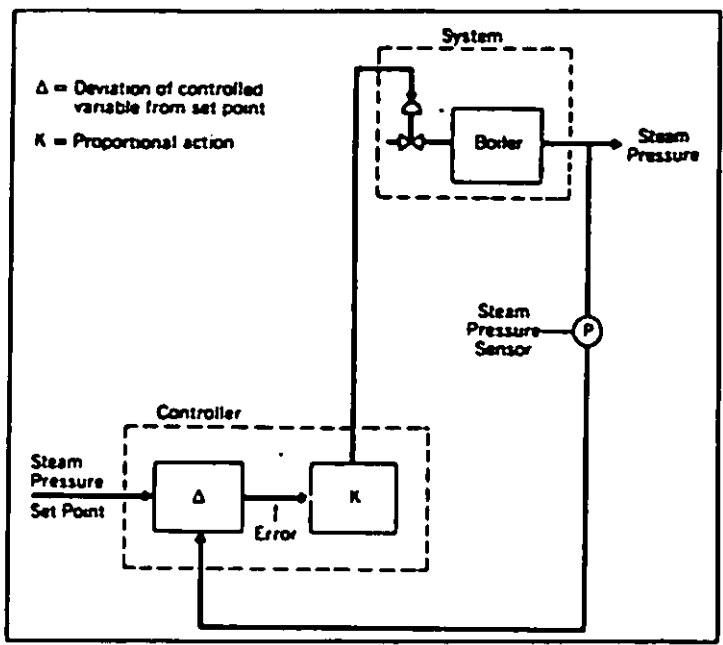 System
Δ = Deviation of controlled
variable from set point
K = Proportional action
Boiler
Steam
Pressure
Steam
Pressure
Sensor
P
Controller
Steam
Pressure
Set Point
Δ
Error
K